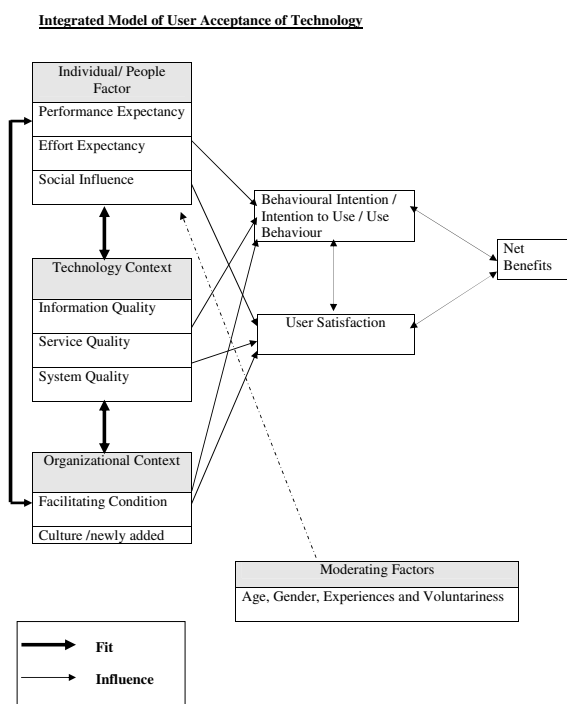 Integrated Model of User Acceptance of Technology
Individual/ People
Factor
Performance Expectancy
Effort Expectancy
Social Influence
Technology Context
Information Quality
Service Quality
System Quality
Organizational Context
Facilitating Condition
Culture /newly added
Behavioural Intention /
Intention to Use / Use
Behaviour
User Satisfaction
Net
Benefits
Moderating Factors
Age, Gender, Experiences and Voluntariness
Fit
Influence